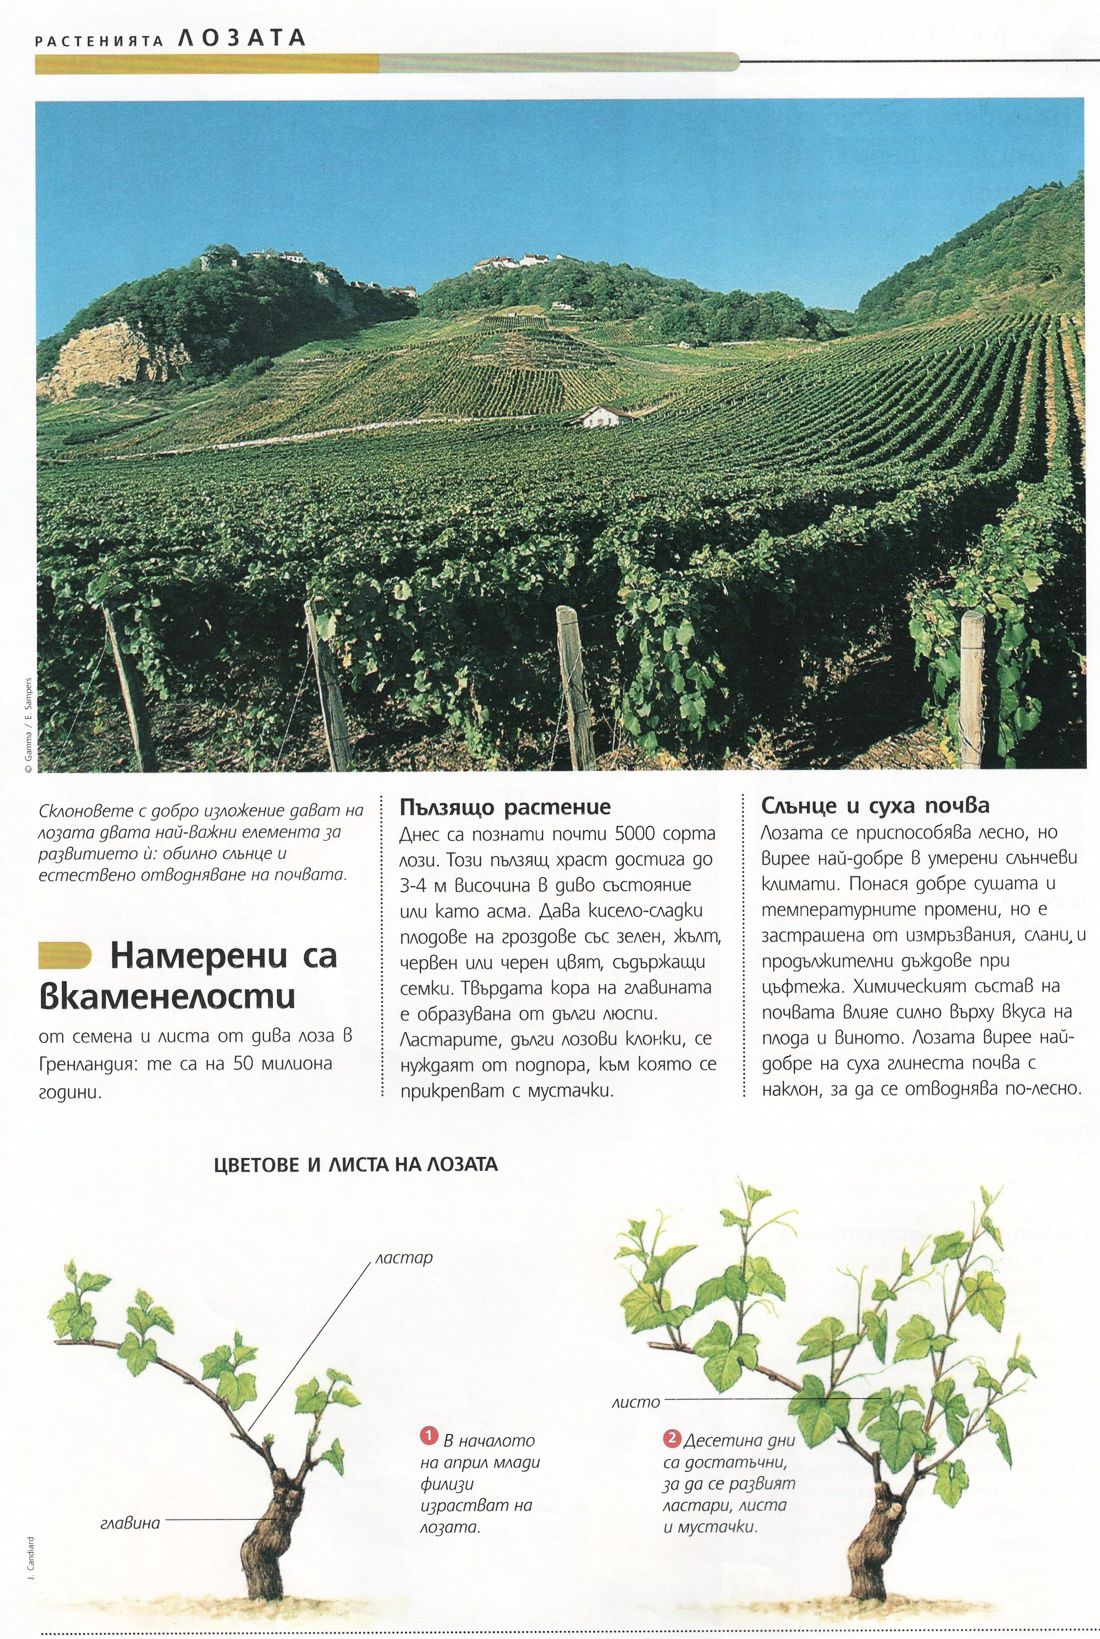 РАСТЕНИЯТА ЛОЗАТА
© Gamma / E. Sampers
Склоновете с добро изложение дават на
лозата двата най-важни елемента за
развитието ѝ: обилно слънце и
естествено отводняване на почвата.
Намерени са
вкаменелости
от семена и листа от дива лоза в
Гренландия: те са на 50 милиона
години.
Пълзящо растение
Днес са познати почти 5000 сорта
лози. Този пълзящ храст достига до
3-4 м височина в диво състояние
или като асма. Дава кисело-сладки
плодове на гроздове със зелен, жълт,
червен или черен цвят, съдържащи
семки. Твърдата кора на главината
е образувана от дълги люспи.
Ластарите, дълги лозови клонки, се
нуждаят от подпора, към която се
прикрепват с мустачки.
Слънце и суха почва
Лозата се приспособява лесно, но
вирее най-добре в умерени слънчеви
климати. Понася добре сушата и
температурните промени, но е
застрашена от измръзвания, слани, и
продължителни дъждове при
цъфтежа. Химическият състав на
почвата влияе силно върху вкуса на
плода и виното. Лозата вирее най-
добре на суха глинеста почва с
наклон, за да се отводнява по-лесно.
ЦВЕТОВЕ И ЛИСТА НА ЛОЗАТА
ластар
главина
1 В началото
на април млади
филизи
израстват на
лозата.
листо
2 Десетина дни
са достатъчни,
за да се развият
ластари, листа
и мустачки.
J. Candiard